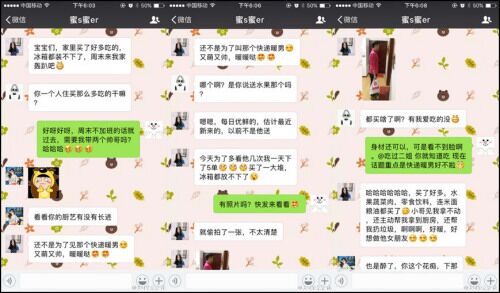 中国移动 下午6:03
微信 蜜s蜜er
宝宝们，家里买了好多吃的，
冰箱都装不下了，周末来我家
轰趴吧
你一个人住买那么多吃的干嘛
?
好呀好呀，周末不加班的话就
过去，需要我带两个帅哥吗？
哈哈哈
看看你的厨艺有没有长进
还不是为了见那个快递暖男
又萌又帅，暖暖哒
中国移动 下午6:06
微信 蜜s蜜er
还不是为了叫那个快递暖男
又萌又帅，暖暖哒
哪个啊？是你说送水果那个吗
?
嗯嗯，每日优鲜的，估计最近
新来的，以前不是他送
今天为了多看他几次我一天下
了5单
买了一大堆，
冰箱都放不下了
有照片吗？快发来看看
就偷拍了一张，不太清楚
中国移动 下午6:08
微信 蜜s蜜er
都买啥了啊？有我爱吃的没
身材还可以，可是看不到脸啊
。@吃过二姐 你就知道吃 现在
话题重点是快递暖男好不啦
哈哈哈哈哈哈，买了好多，水
果蔬菜肉，零食饮料，连米面
粮油都买了
小哥见我拿不动
，还主动帮我拿到厨房，还帮
我扔垃圾，啊啊啊，好暖，好
想做他女朋友
也是醉了，你这个花痴，下那